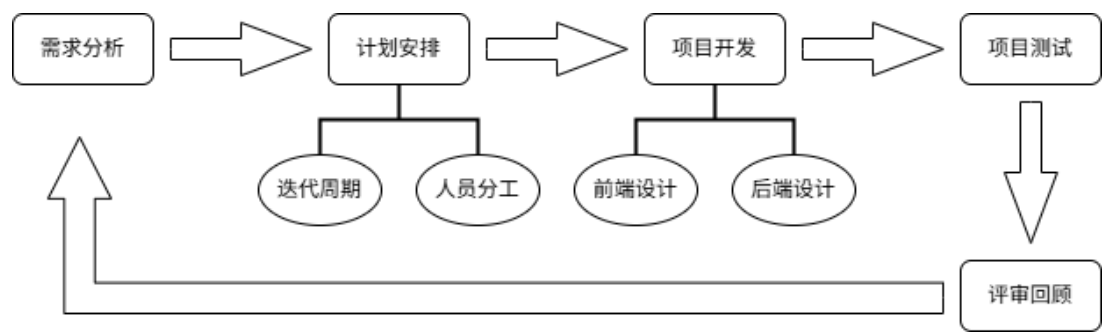 需求分析
计划安排
项目开发
项目测试
迭代周期
人员分工
前端设计
后端设计
评审回顾